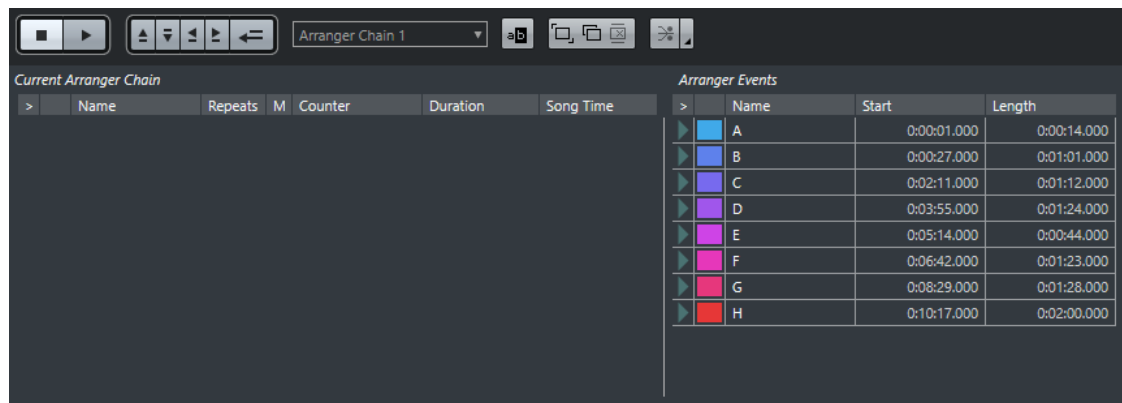 Arranger Chain 1
ab
Current Arranger Chain
Arranger Events
> Name Repeats M Counter Duration Song Time
> Name Start Length
A 0:00:01.000 0:00:14.000
B 0:00:27.000 0:01:01.000
C 0:02:11.000 0:01:12.000
D 0:03:55.000 0:01:24.000
E 0:05:14.000 0:00:44.000
F 0:06:42.000 0:01:23.000
G 0:08:29.000 0:01:28.000
H 0:10:17.000 0:02:00.000